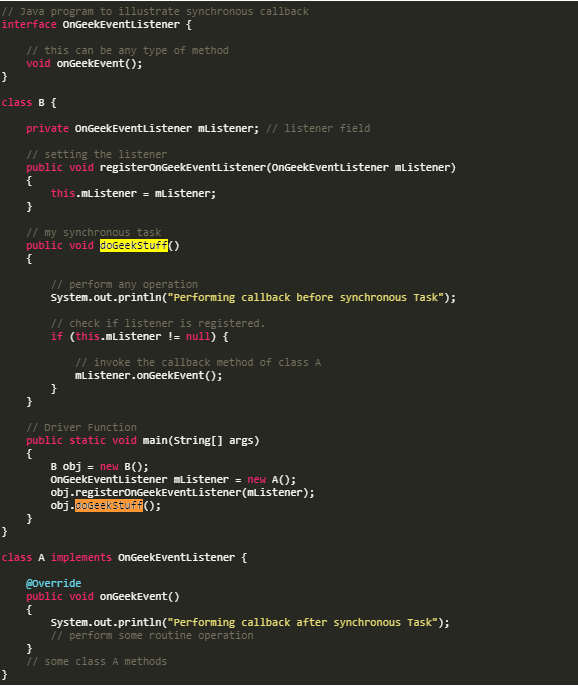 // Java program to illustrate synchronous callback
interface OnGeekEventListener {
// this can be any type of method
void onGeekEvent();
}
class B {
private OnGeekEventListener mListener; // listener field
// setting the listener
public void registerOnGeekEventListener(OnGeekEventListener mListener)
{
this.mListener = mListener;
}
// my synchronous task
public void doGeekStuff()
{
// perform any operation
System.out.println("Performing callback before synchronous Task");
// check if listener is registered.
if (this.mListener != null) {
// invoke the callback method of class A
mListener.onGeekEvent();
}
}
// Driver Function
public static void main(String[] args)
{
B obj = new B();
OnGeekEventListener mListener = new A();
obj.registerOnGeekEventListener(mListener);
obj.doGeekStuff();
}
}
class A implements OnGeekEventListener {
@Override
public void onGeekEvent()
{
System.out.println("Performing callback after synchronous Task");
// perform some routine operation
}
// some class A methods
}